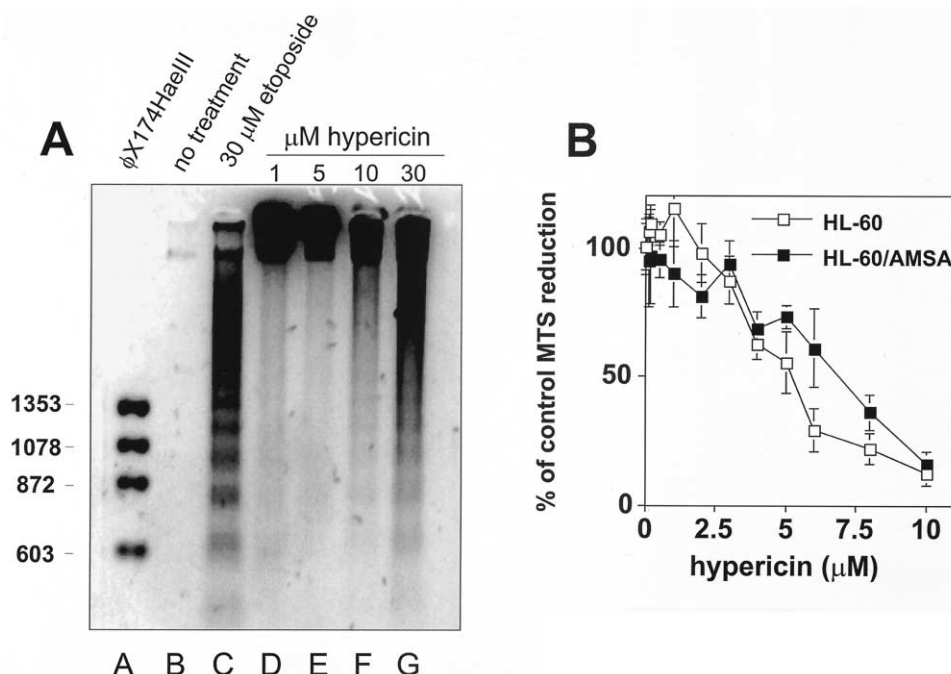 A
φX174HaeIII
no treatment
30 μM etoposide
μM hypericin
1 5 10 30
1353
1078
872
603
A B C D E F G
B
HL-60
HL-60/AMSA
% of control MTS reduction
100
50
0
0 2.5 5 7.5 10
hypericin (μM)